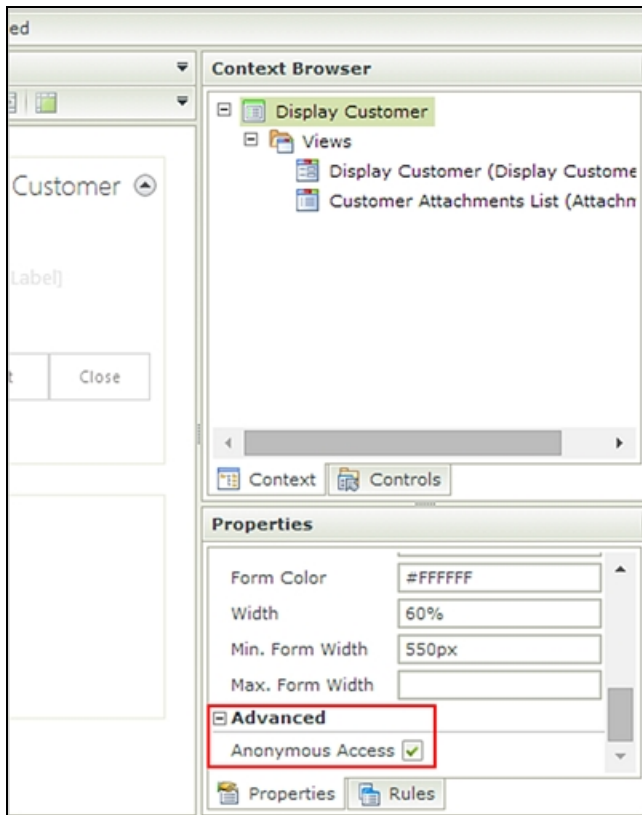 ed
Context Browser
Display Customer
Views
Display Customer (Display Custome
Customer Attachments List (Attachm
Customer
Label]
Close
Context
Controls
Properties
Form Color #FFFFFF
Width 60%
Min. Form Width 550px
Max. Form Width
Advanced
Anonymous Access
Properties
Rules